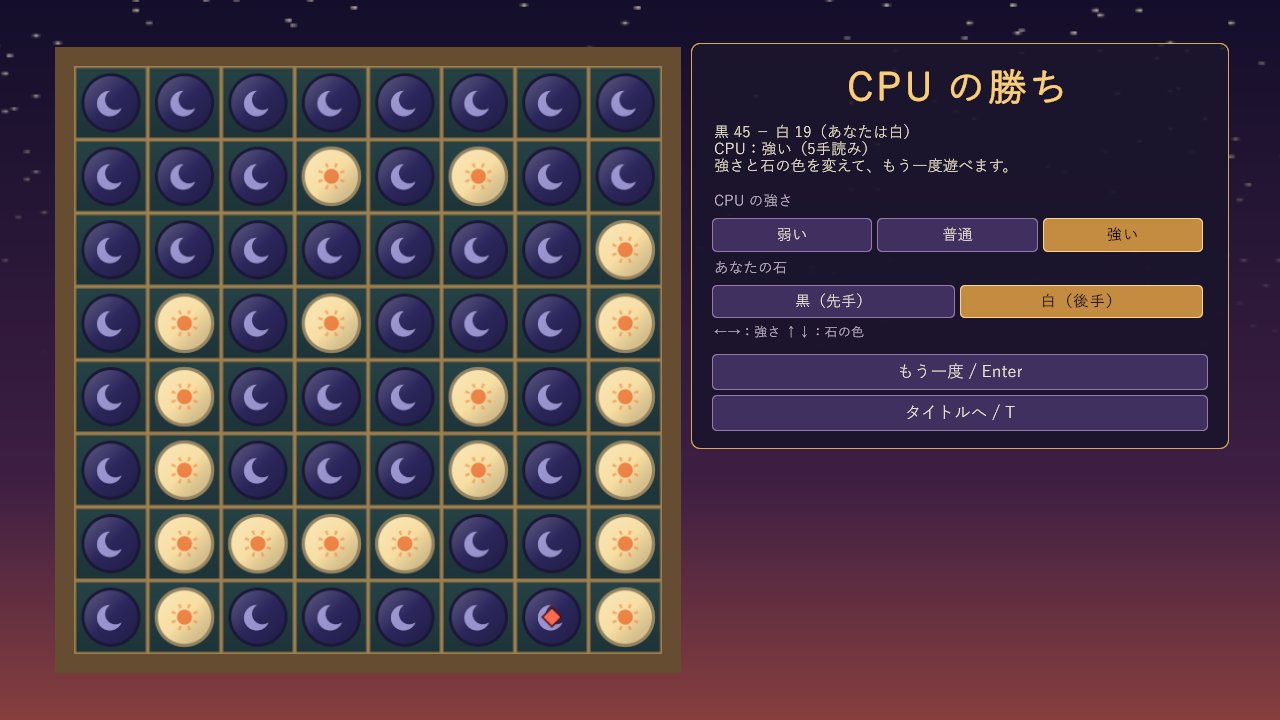 CPU の勝ち
黒 45 － 白 19（あなたは白）
CPU：強い（5手読み）
強さと石の色を変えて、もう一度遊べます。
CPU の強さ
弱い
普通
強い
あなたの石
黒（先手）
白（後手）
←→：強さ ↑↓：石の色
もう一度 / Enter
タイトルへ / T